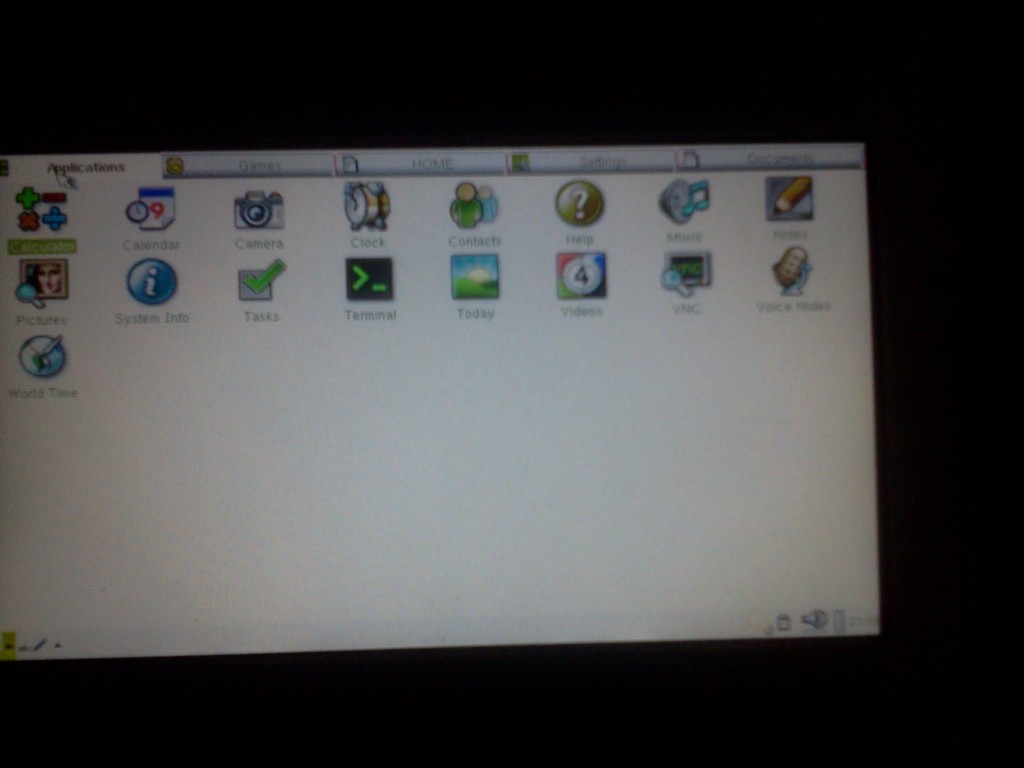 Applications Games HOME Settings Documents
Calculator Calendar Camera Clock Contacts Help Music Notes
Pictures System Info Tasks Terminal Today Videos VNC Voice Notes
World Time